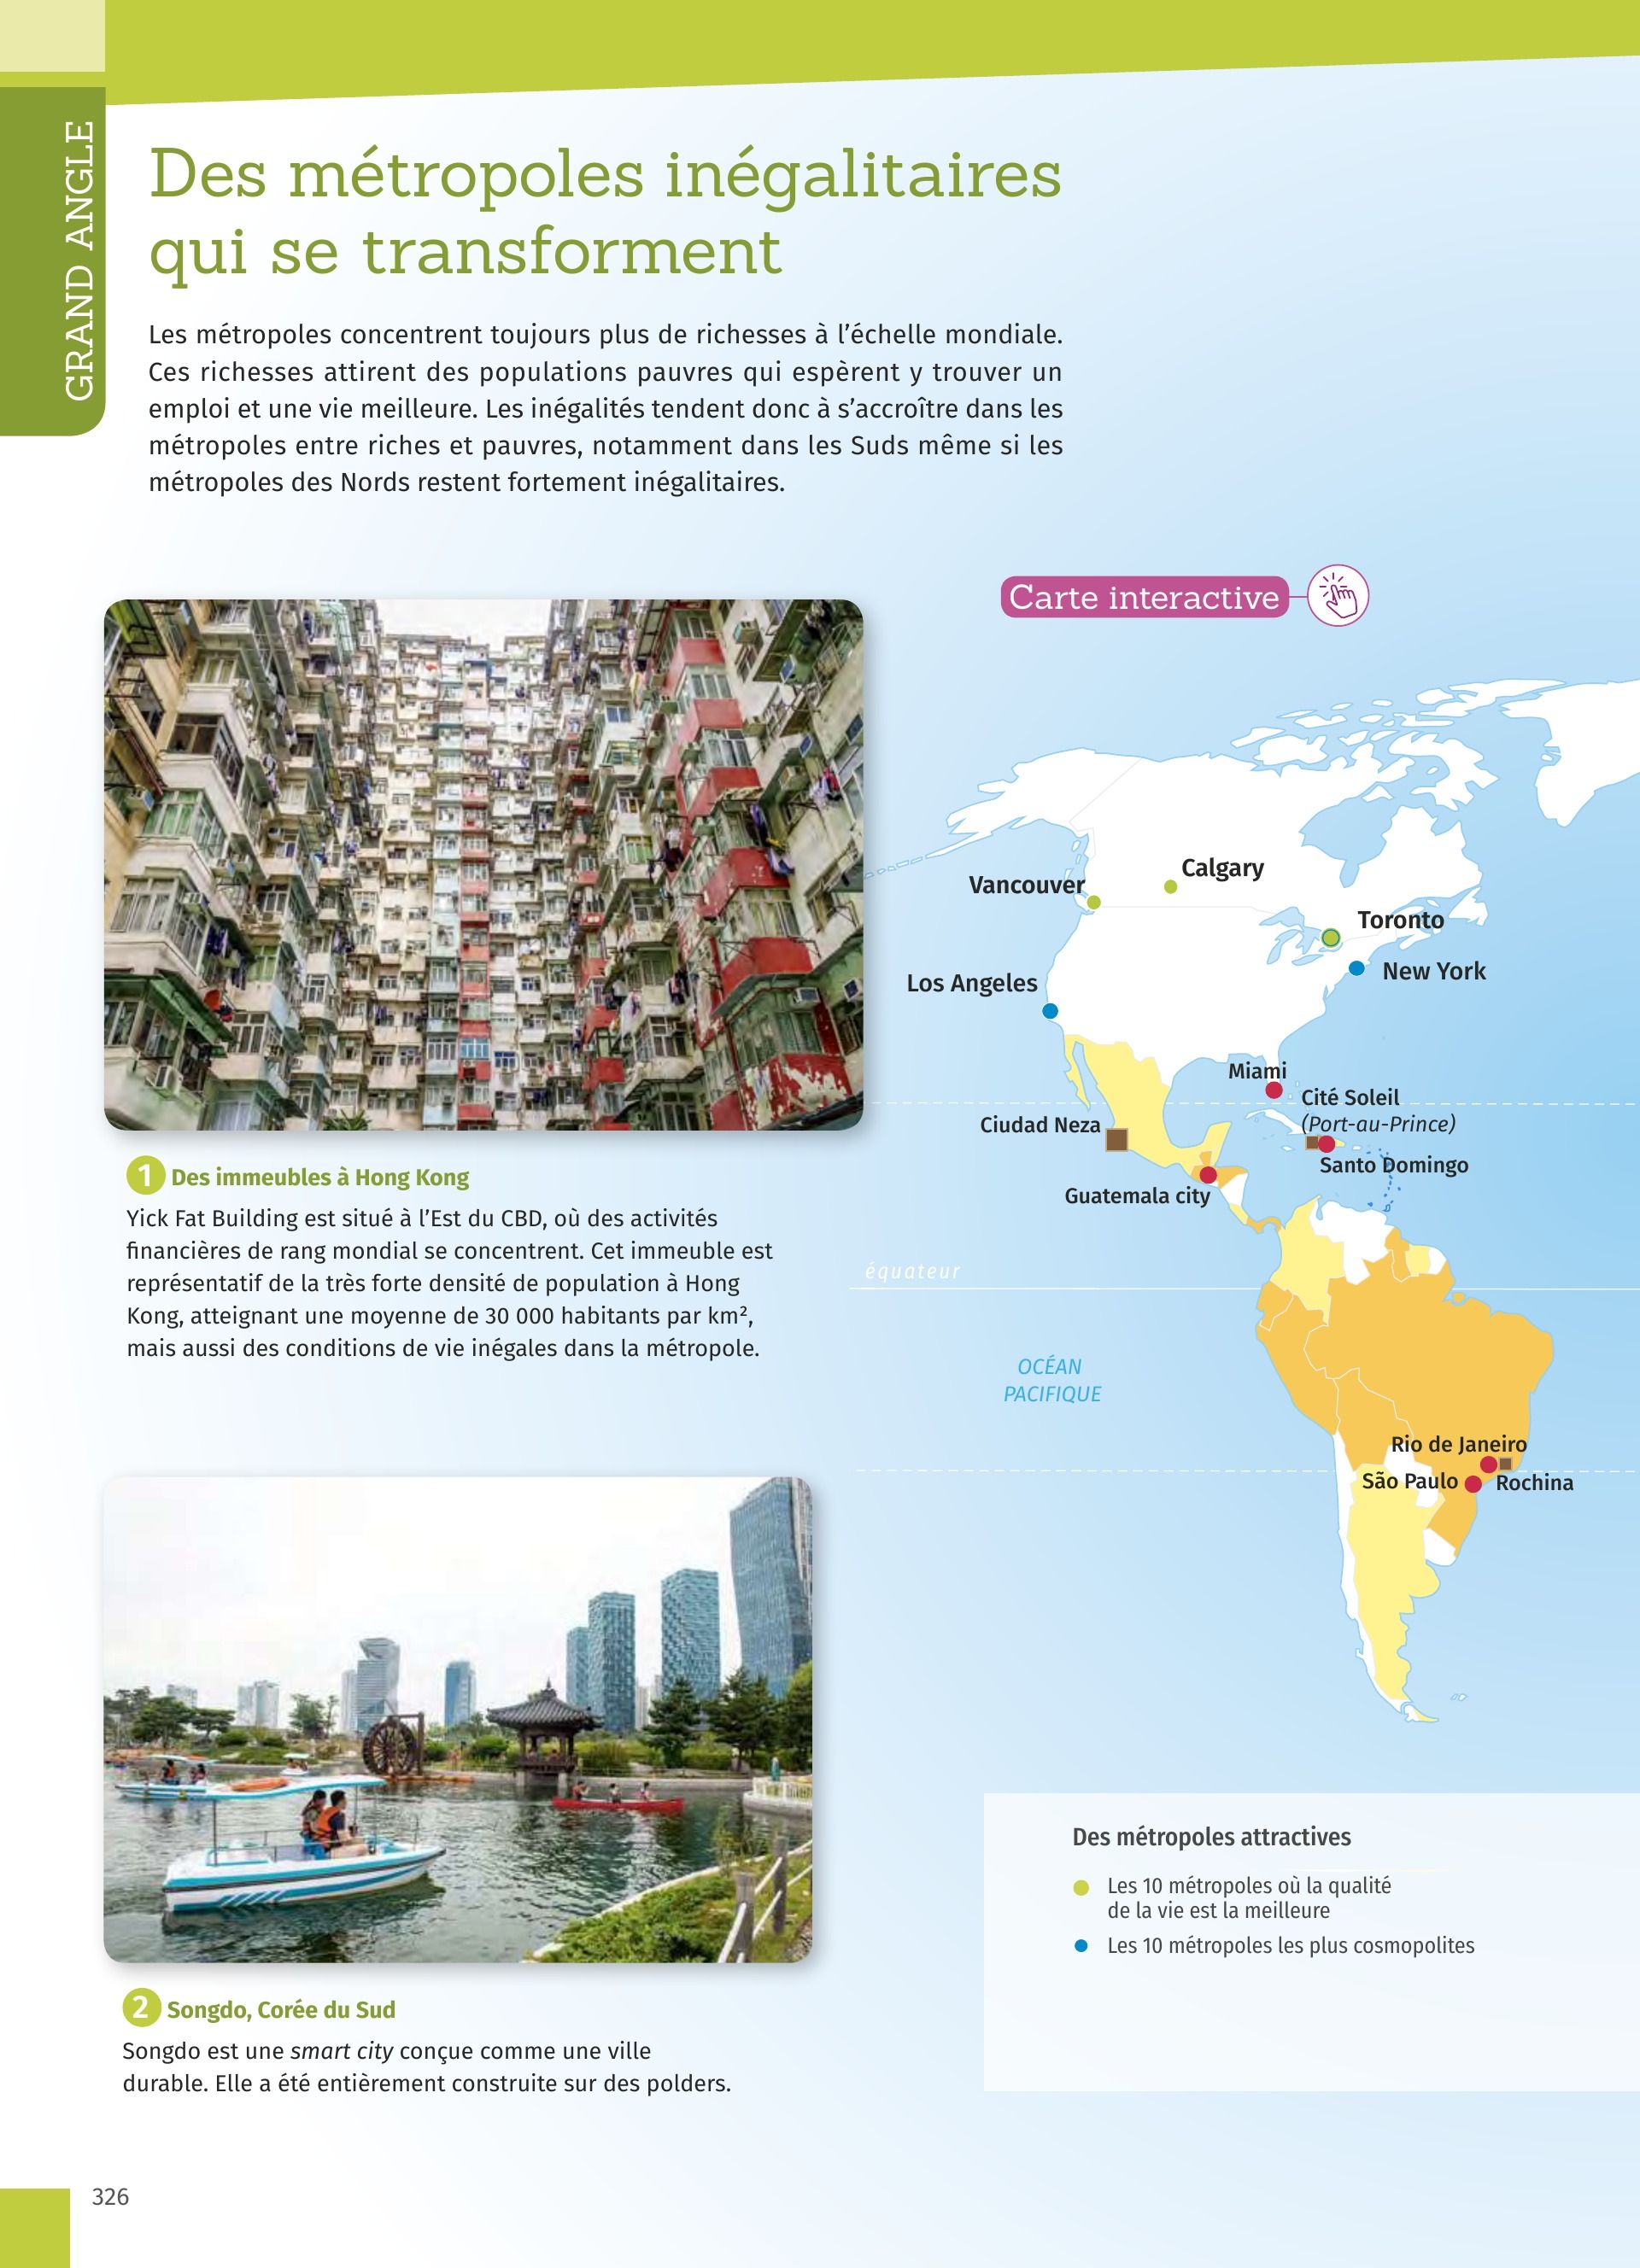 GRAND ANGLE
Des métropoles inégalitaires
qui se transforment
Les métropoles concentrent toujours plus de richesses à l’échelle mondiale.
Ces richesses attirent des populations pauvres qui espèrent y trouver un
emploi et une vie meilleure. Les inégalités tendent donc à s’accroître dans les
métropoles entre riches et pauvres, notamment dans les Suds même si les
métropoles des Nords restent fortement inégalitaires.
Carte interactive
1 Des immeubles à Hong Kong
Yick Fat Building est situé à l’Est du CBD, où des activités
financières de rang mondial se concentrent. Cet immeuble est
représentatif de la très forte densité de population à Hong
Kong, atteignant une moyenne de 30 000 habitants par km²,
mais aussi des conditions de vie inégales dans la métropole.
2 Songdo, Corée du Sud
Songdo est une smart city conçue comme une ville
durable. Elle a été entièrement construite sur des polders.
Calgary
Vancouver
Toronto
New York
Los Angeles
Miami
Cité Soleil
(Port-au-Prince)
Ciudad Neza
Santo Domingo
Guatemala city
équateur
OCÉAN
PACIFIQUE
Rio de Janeiro
São Paulo
Rochina
Des métropoles attractives
Les 10 métropoles où la qualité
de la vie est la meilleure
Les 10 métropoles les plus cosmopolites
326